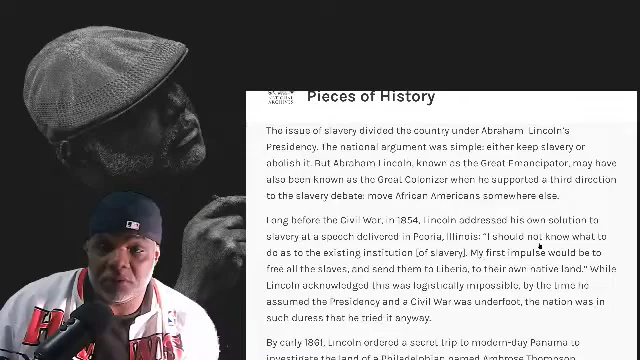 NATIONAL
ARCHIVES
Pieces of History
The issue of slavery divided the country under Abraham Lincoln's
Presidency. The national argument was simple: either keep slavery or
abolish it. But Abraham Lincoln, known as the Great Emancipator, may have
also been known as the Great Colonizer when he supported a third direction
to the slavery debate: move African Americans somewhere else.
Long before the Civil War, in 1854, Lincoln addressed his own solution to
slavery at a speech delivered in Peoria, Illinois: "I should not know what to
do as to the existing institution [of slavery]. My first impulse would be to
free all the slaves, and send them to Liberia, to their own native land." While
Lincoln acknowledged this was logistically impossible, by the time he
assumed the Presidency and a Civil War was underfoot, the nation was in
such duress that he tried it anyway.
By early 1861, Lincoln ordered a secret trip to modern-day Panama to
investigate the land of a Philadelphian named Ambrose Thompson.